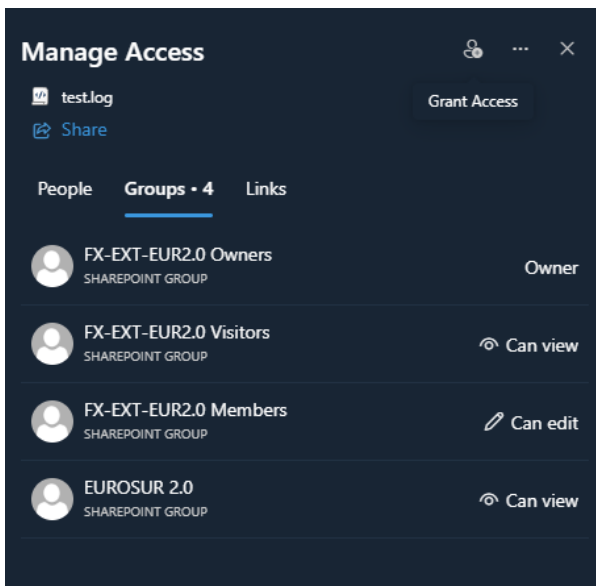 Manage Access
test.log
Grant Access
Share
People Groups • 4 Links
FX-EXT-EUR2.0 Owners
SHAREPOINT GROUP
Owner
FX-EXT-EUR2.0 Visitors
SHAREPOINT GROUP
Can view
FX-EXT-EUR2.0 Members
SHAREPOINT GROUP
Can edit
EUROSUR 2.0
SHAREPOINT GROUP
Can view